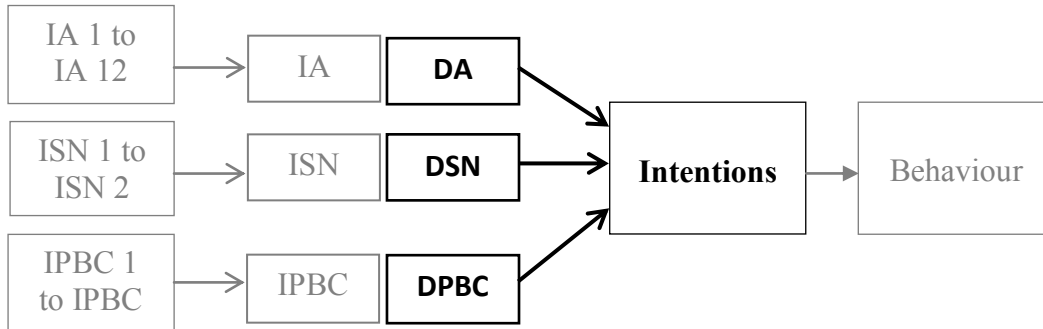 IA 1 to
IA 12
IA
DA
ISN 1 to
ISN 2
ISN
DSN
Intentions
Behaviour
IPBC 1
to IPBC
IPBC
DPBC